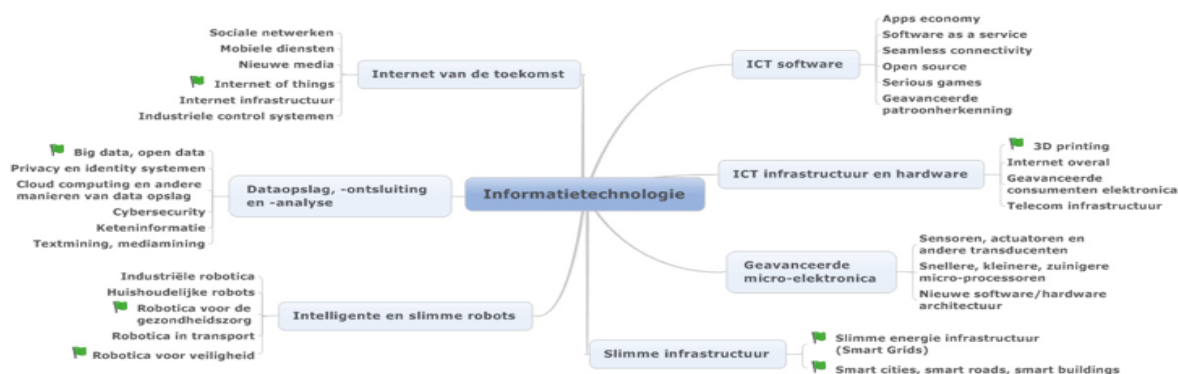 Informatietechnologie
Internet van de toekomst
Sociale netwerken
Mobiele diensten
Nieuwe media
Internet of things
Internet infrastructuur
Industriele control systemen
Dataopslag, -ontsluiting
en -analyse
Big data, open data
Privacy en identity systemen
Cloud computing en andere
manieren van data opslag
Cybersecurity
Keteninformatie
Textmining, mediamining
Intelligente en slimme robots
Industriële robotica
Huishoudelijke robots
Robotica voor de
gezondheidszorg
Robotica in transport
Robotica voor veiligheid
ICT software
Apps economy
Software as a service
Seamless connectivity
Open source
Serious games
Geavanceerde
patroonherkenning
ICT infrastructuur en hardware
3D printing
Internet overal
Geavanceerde
consumenten elektronica
Telecom infrastructuur
Geavanceerde
micro-elektronica
Sensoren, actuatoren en
andere transducenten
Snellere, kleinere, zuinigere
micro-processoren
Nieuwe software/hardware
architectuur
Slimme infrastructuur
Slimme energie infrastructuur
(Smart Grids)
Smart cities, smart roads, smart buildings